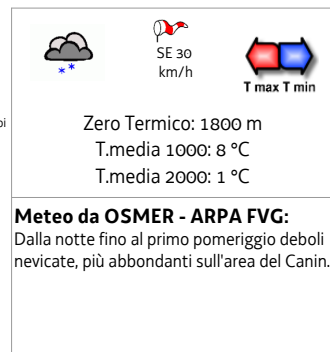 SE 30
km/h
T max T min
pi
Zero Termico: 1800 m
T.media 1000: 8 °C
T.media 2000: 1 °C
Meteo da OSMER - ARPA FVG:
Dalla notte fino al primo pomeriggio deboli
nevicate, più abbondanti sull'area del Canin.